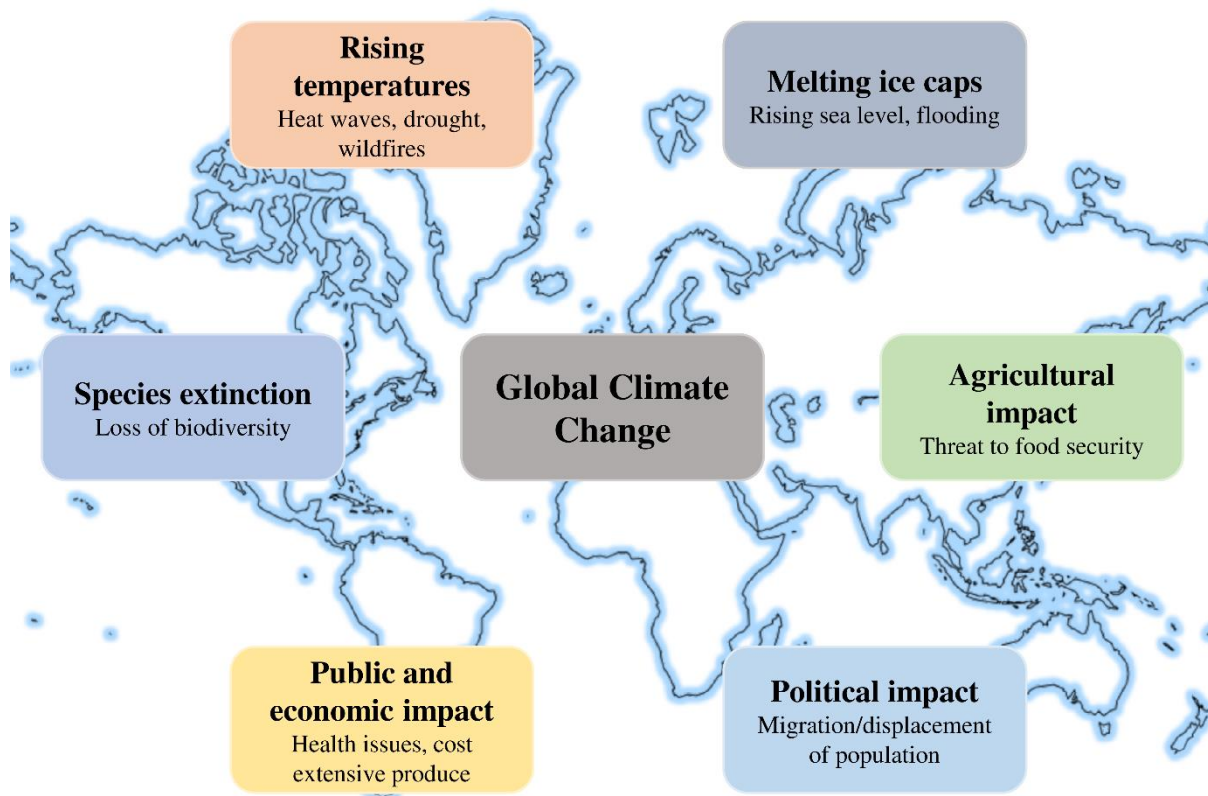 Rising
temperatures
Heat waves, drought,
wildfires
Melting ice caps
Rising sea level, flooding
Species extinction
Loss of biodiversity
Global Climate
Change
Agricultural
impact
Threat to food security
Public and
economic impact
Health issues, cost
extensive produce
Political impact
Migration/displacement
of population